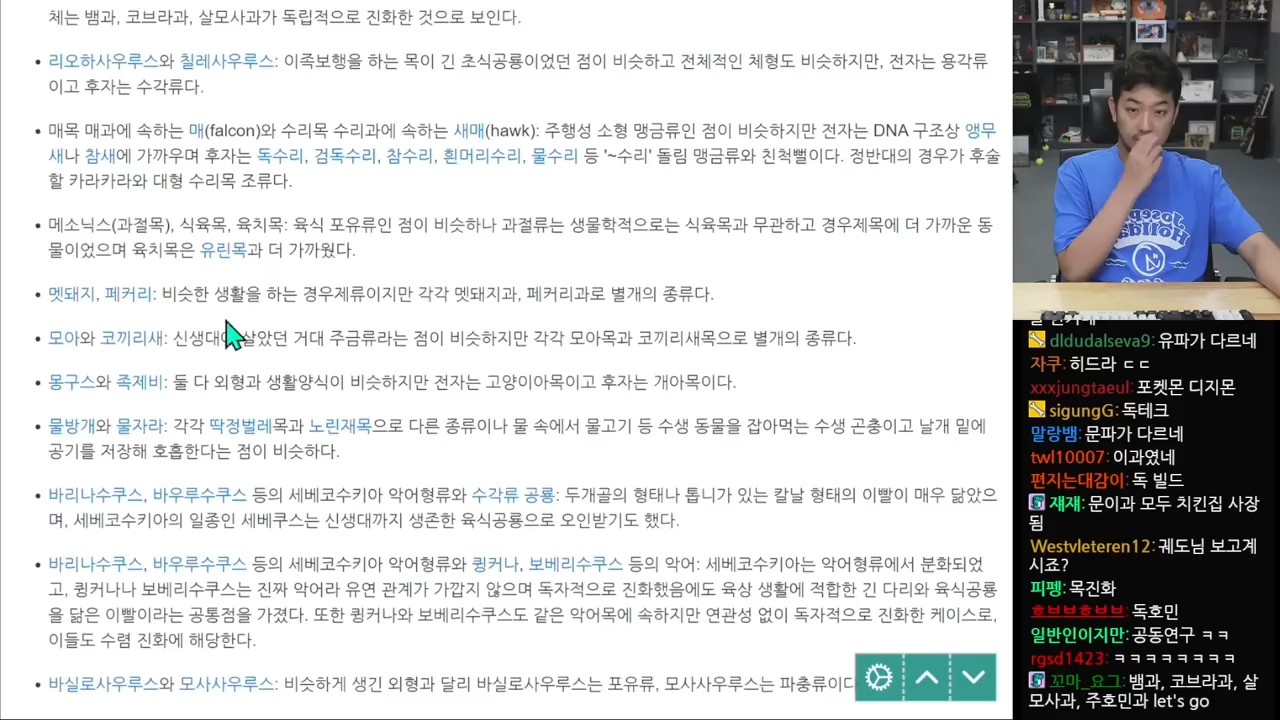 체는 뱀과, 코브라과, 살모사과가 독립적으로 진화한 것으로 보인다.
• 리오하사우루스와 칠레사우루스: 이족보행을 하는 목이 긴 초식공룡이었던 점이 비슷하고 전체적인 체형도 비슷하지만, 전자는 용각류
이고 후자는 수각류다.
• 매목 매과에 속하는 매(falcon)와 수리목 수리과에 속하는 새매(hawk): 주행성 소형 맹금류인 점이 비슷하지만 전자는 DNA 구조상 앵무
새나 참새에 가까우며 후자는 독수리, 검독수리, 참수리, 흰머리수리, 물수리 등 '~수리' 돌림 맹금류와 친척뻘이다. 정반대의 경우가 후술
할 카라카라와 대형 수리목 조류다.
• 메소닉스(과절목), 식육목, 육치목: 육식 포유류인 점이 비슷하나 과절류는 생물학적으로는 식육목과 무관하고 경우제목에 더 가까운 동
물이었으며 육치목은 유린목과 더 가까웠다.
• 멧돼지, 페커리: 비슷한 생활을 하는 경우제류이지만 각각 멧돼지과, 페커리과로 별개의 종류다.
• 모아와 코끼리새: 신생대에 살았던 거대 주금류라는 점이 비슷하지만 각각 모아목과 코끼리새목으로 별개의 종류다.
• 몽구스와 족제비: 둘 다 외형과 생활양식이 비슷하지만 전자는 고양이아목이고 후자는 개아목이다.
• 물방개와 물자라: 각각 딱정벌레목과 노린재목으로 다른 종류이나 물 속에서 물고기 등 수생 동물을 잡아먹는 수생 곤충이고 날개 밑에
공기를 저장해 호흡한다는 점이 비슷하다.
• 바리나수쿠스, 바우루수쿠스 등의 세베코수키아 악어형류와 수각류 공룡: 두개골의 형태나 톱니가 있는 칼날 형태의 이빨이 매우 닮았으
며, 세베코수키아의 일종인 세베쿠스는 신생대까지 생존한 육식공룡으로 오인받기도 했다.
• 바리나수쿠스, 바우루수쿠스 등의 세베코수키아 악어형류와 큉커나, 보베리수쿠스 등의 악어: 세베코수키아는 악어형류에서 분화되었
고, 큉커나나 보베리수쿠스는 진짜 악어라 유연 관계가 가깝지 않으며 독자적으로 진화했음에도 육상 생활에 적합한 긴 다리와 육식공룡
을 닮은 이빨이라는 공통점을 가졌다. 또한 큉커나와 보베리수쿠스도 같은 악어목에 속하지만 연관성 없이 독자적으로 진화한 케이스로,
이들도 수렴 진화에 해당한다.
• 바실로사우루스와 모사사우루스: 비슷하게 생긴 외형과 달리 바실로사우루스는 포유류, 모사사우루스는 파충류이다
dldudalseva9: 유파가 다르네
자쿠: 히드라 ㄷㄷ
xxxjungtaeul: 포켓몬 디지몬
sigungG: 독테크
말랑뱀: 문파가 다르네
twl10007: 이과였네
편지는대감이: 독 빌드
쟤쟤: 문이과 모두 치킨집 사장
됨
Westvleteren12: 궤도님 보고계
시죠?
피펭: 목진화
흐브브흐브브: 독호민
일반인이지만: 공동연구 ㅋㅋ
rgsd1423: ㅋㅋㅋㅋㅋㅋㅋㅋ
꼬마_요그: 뱀과, 코브라과, 살
모사과, 주호민과 let's go